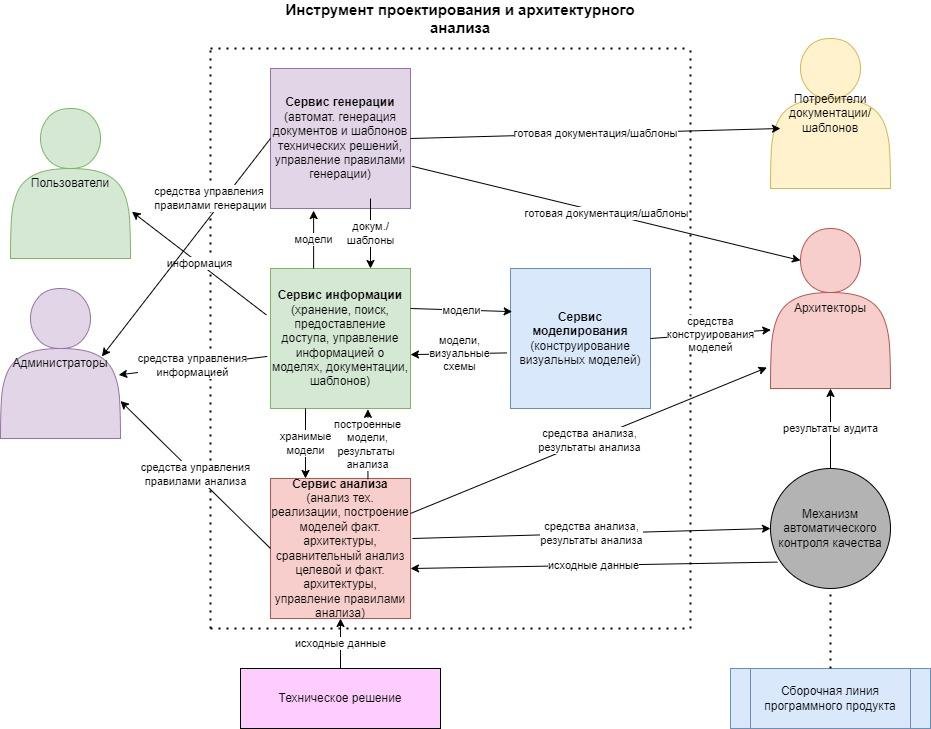 Инструмент проектирования и архитектурного
анализа
Сервис генерации
(автомат. генерация
документов и шаблонов
технических решений,
управление правилами
генерации)
Потребители
документации/
шаблонов
готовая документация/шаблоны
Пользователи
средства управления
правилами генерации
готовая документация/шаблоны
модели
докум./
шаблоны
информация
Сервис информации
(хранение, поиск,
предоставление
доступа, управление
информацией о
моделях, документации,
шаблонов)
модели
модели,
визуальные
схемы
Сервис
моделирования
(конструирование
визуальных моделей)
средства
конструирования
моделей
Архитекторы
Администраторы
средства управления
информацией
хранимые
модели
построенные
модели,
результаты
анализа
средства анализа,
результаты анализа
результаты аудита
средства управления
правилами анализа
Сервис анализа
(анализ тех.
реализации, построение
моделей факт.
архитектуры,
сравнительный анализ
целевой и факт.
архитектуры,
управление правилами
анализа)
средства анализа,
результаты анализа
исходные данные
Механизм
автоматического
контроля качества
исходные данные
Техническое решение
Сборочная линия
программного продукта